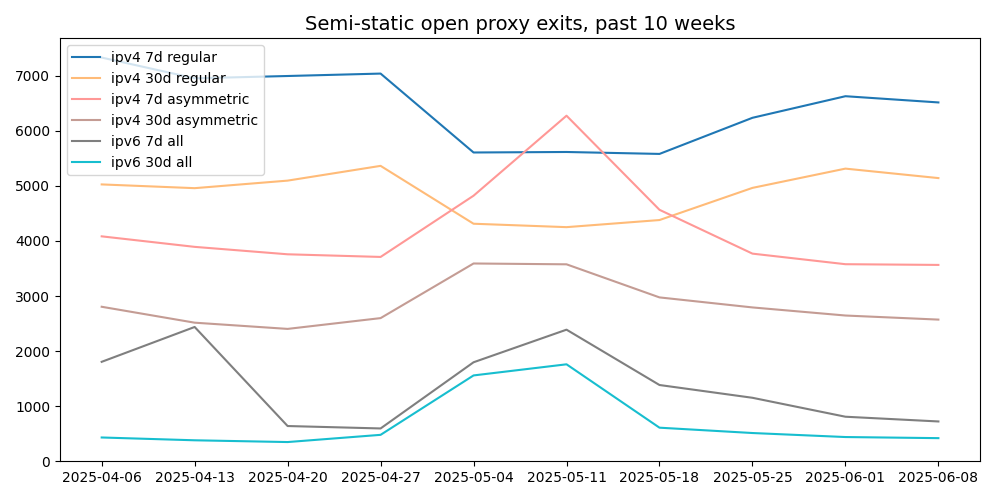 Semi-static open proxy exits, past 10 weeks
ipv4 7d regular
ipv4 30d regular
ipv4 7d asymmetric
ipv4 30d asymmetric
ipv6 7d all
ipv6 30d all
7000
6000
5000
4000
3000
2000
1000
0
2025-04-06 2025-04-13 2025-04-20 2025-04-27 2025-05-04 2025-05-11 2025-05-18 2025-05-25 2025-06-01 2025-06-08